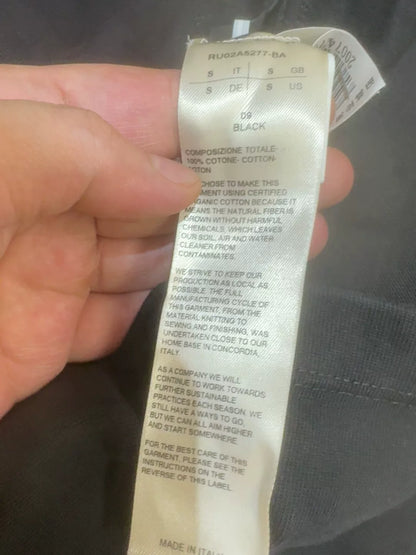 RU02A5277-BA
S IT S GB
S DE S US
09
BLACK
COMPOSIZIONE TOTALE-
100% COTONE- COTTON-
CHOSE TO MAKE THIS
USING CERTIFIED
ORGANIC COTTON BECAUSE IT
MEANS THE NATURAL FIBER IS
GROWN WITHOUT HARMFUL
CHEMICALS, WHICH LEAVES
OUR SOIL, AIR AND WATER
CLEANER FROM
CONTAMINATES.
WE STRIVE TO KEEP OUR
PRODUCTION AS LOCAL AS
POSSIBLE. THE FULL
MANUFACTURING CYCLE OF
THIS GARMENT, FROM THE
MATERIAL KNITTING TO
SEWING AND FINISHING, WAS
UNDERTAKEN CLOSE TO OUR
HOME BASE IN CONCORDIA,
ITALY.
AS A COMPANY WE WILL
CONTINUE TO WORK TOWARDS
FURTHER SUSTAINABLE
PRACTICES EACH SEASON. WE
STILL HAVE A WAYS TO GO,
BUT WE CAN ALL AIM HIGHER
AND START SOMEWHERE
FOR THE BEST CARE OF THIS
GARMENT, PLEASE SEE THE
INSTRUCTIONS ON THE
REVERSE OF THIS LABEL.
MADE IN ITALY